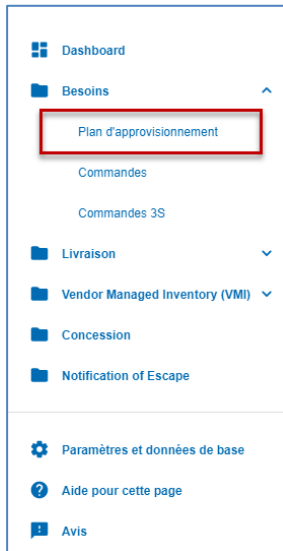 Dashboard
Besoins
Plan d'approvisionnement
Commandes
Commandes 3S
Livraison
Vendor Managed Inventory (VMI)
Concession
Notification of Escape
Paramètres et données de base
Aide pour cette page
Avis